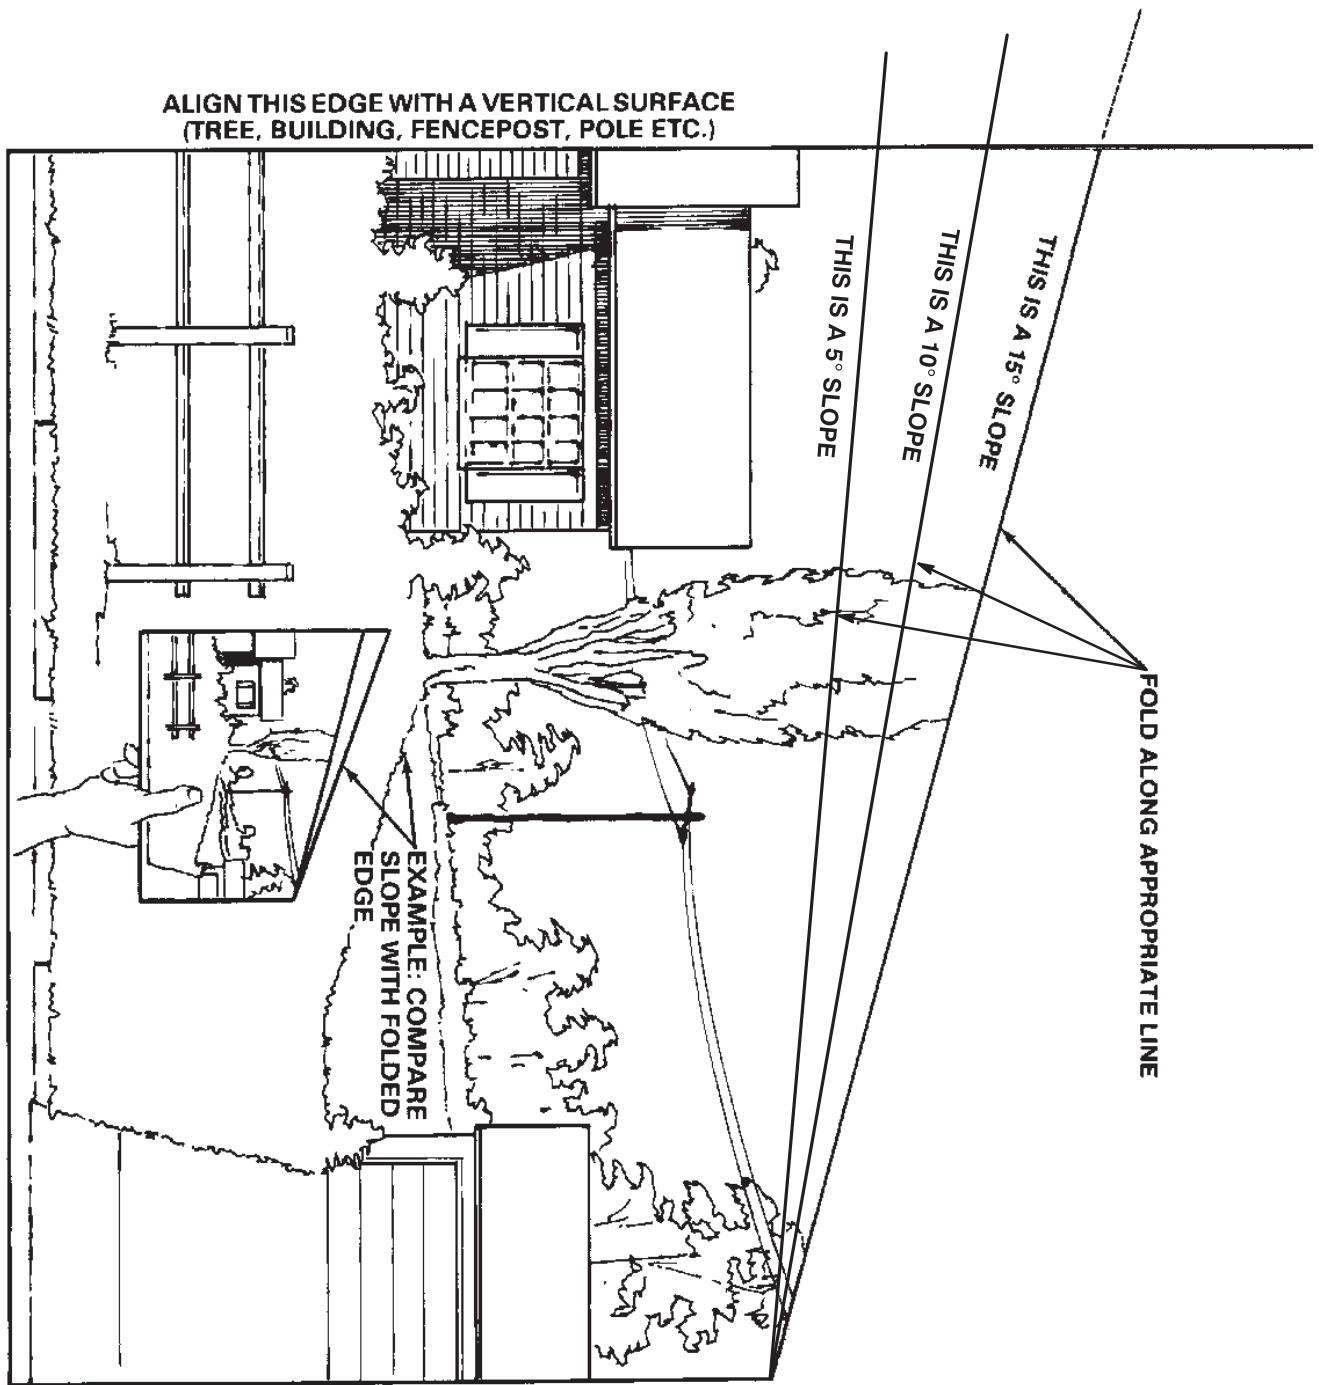 ALIGN THIS EDGE WITH A VERTICAL SURFACE
(TREE, BUILDING, FENCEPOST, POLE ETC.)
THIS IS A 5° SLOPE
THIS IS A 10° SLOPE
THIS IS A 15° SLOPE
FOLD ALONG APPROPRIATE LINE
EXAMPLE: COMPARE
SLOPE WITH FOLDED
EDGE